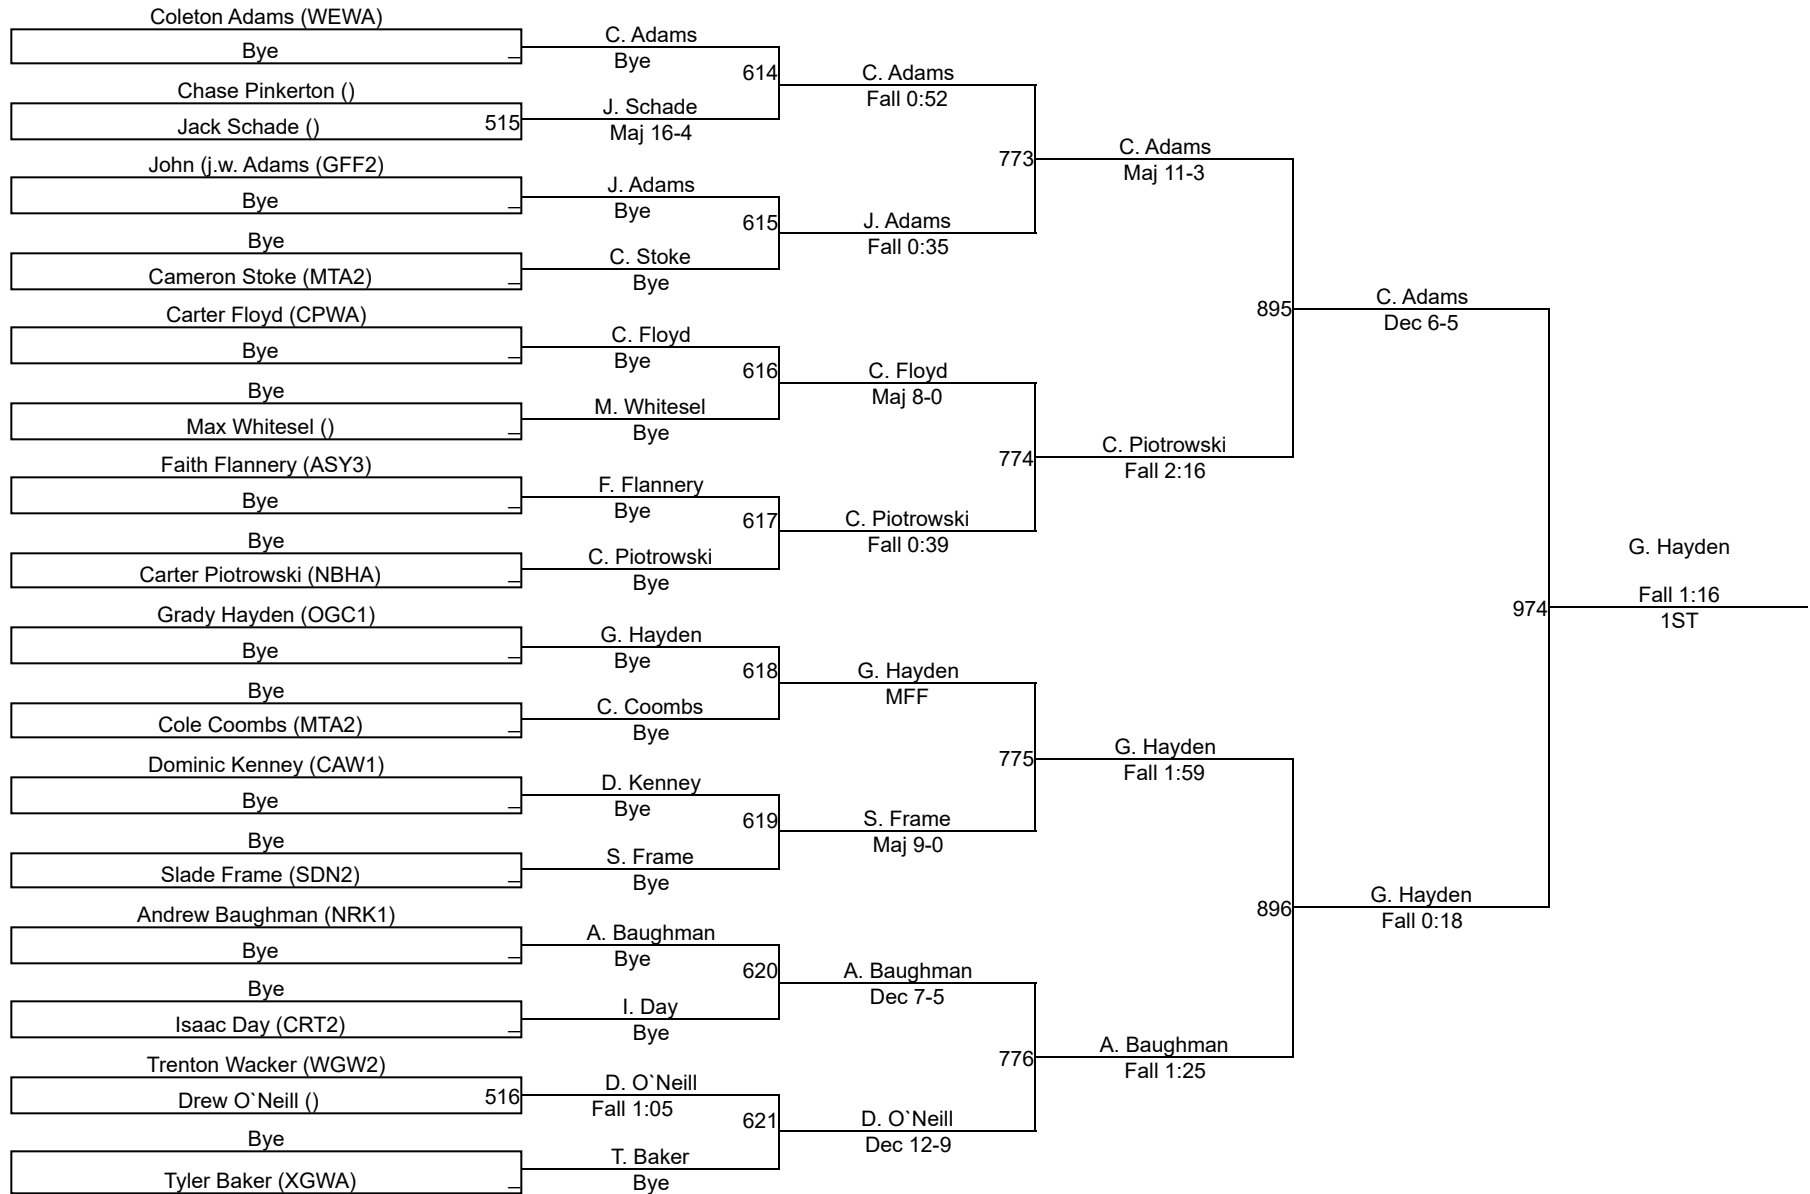 Coleton Adams (WEWA)
Bye _
Chase Pinkerton ()
Jack Schade () 515
John (j.w. Adams (GFF2)
Bye _
Bye
Cameron Stoke (MTA2) _
Carter Floyd (CPWA)
Bye _
Bye
Max Whitesel () _
Faith Flannery (ASY3)
Bye _
Bye
Carter Piotrowski (NBHA) _
Grady Hayden (OGC1)
Bye _
Bye
Cole Coombs (MTA2) _
Dominic Kenney (CAW1)
Bye _
Bye
Slade Frame (SDN2) _
Andrew Baughman (NRK1)
Bye _
Bye
Isaac Day (CRT2) _
Trenton Wacker (WGW2)
Drew O`Neill () 516
Bye
Tyler Baker (XGWA) _
C. Adams
Bye
614
J. Schade
Maj 16-4
J. Adams
Bye
615
C. Stoke
Bye
C. Floyd
Bye
616
M. Whitesel
Bye
F. Flannery
Bye
617
C. Piotrowski
Bye
G. Hayden
Bye
618
C. Coombs
Bye
D. Kenney
Bye
619
S. Frame
Bye
A. Baughman
Bye
620
I. Day
Bye
D. O`Neill
Fall 1:05
621
T. Baker
Bye
C. Adams
Fall 0:52
773
J. Adams
Fall 0:35
C. Floyd
Maj 8-0
774
C. Piotrowski
Fall 0:39
G. Hayden
MFF
775
S. Frame
Maj 9-0
A. Baughman
Dec 7-5
776
D. O`Neill
Dec 12-9
C. Adams
Maj 11-3
895
C. Piotrowski
Fall 2:16
G. Hayden
Fall 1:59
896
A. Baughman
Fall 1:25
C. Adams
Dec 6-5
974
G. Hayden
Fall 0:18
G. Hayden
Fall 1:16
1ST